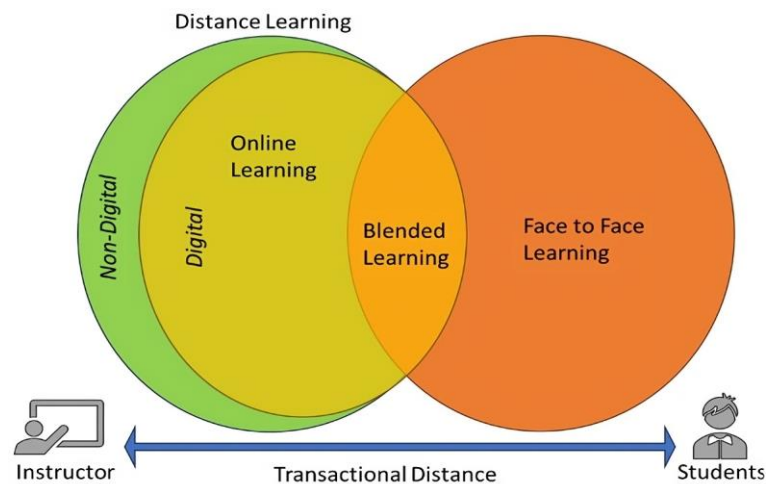 Distance Learning
Online
Learning
Non-Digital
Digital
Blended
Learning
Face to Face
Learning
Instructor
Transactional Distance
Students